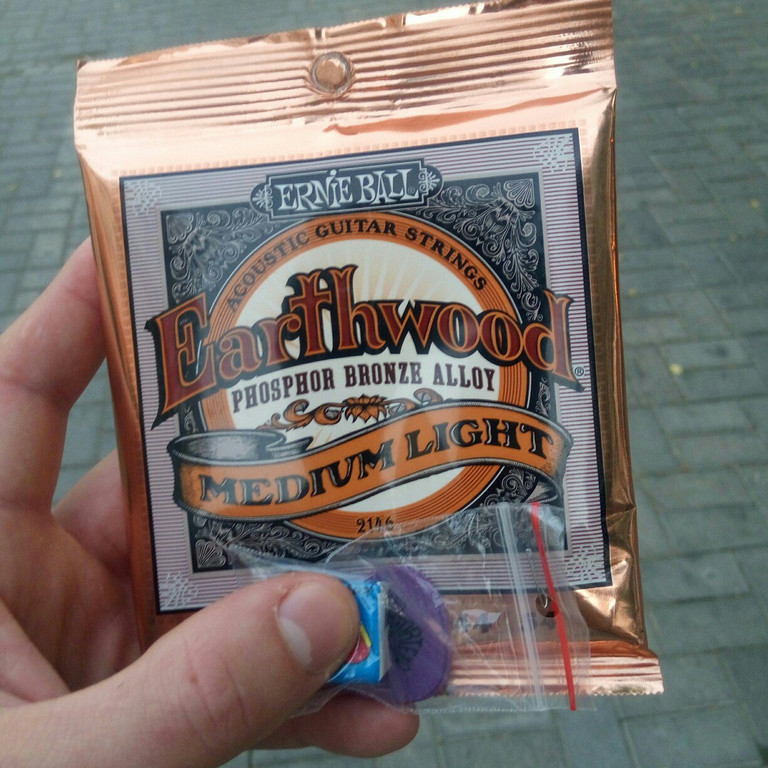 ERNIE BALL
ACOUSTIC GUITAR STRINGS
Earthwood®
PHOSPHOR BRONZE ALLOY
MEDIUM LIGHT
2146